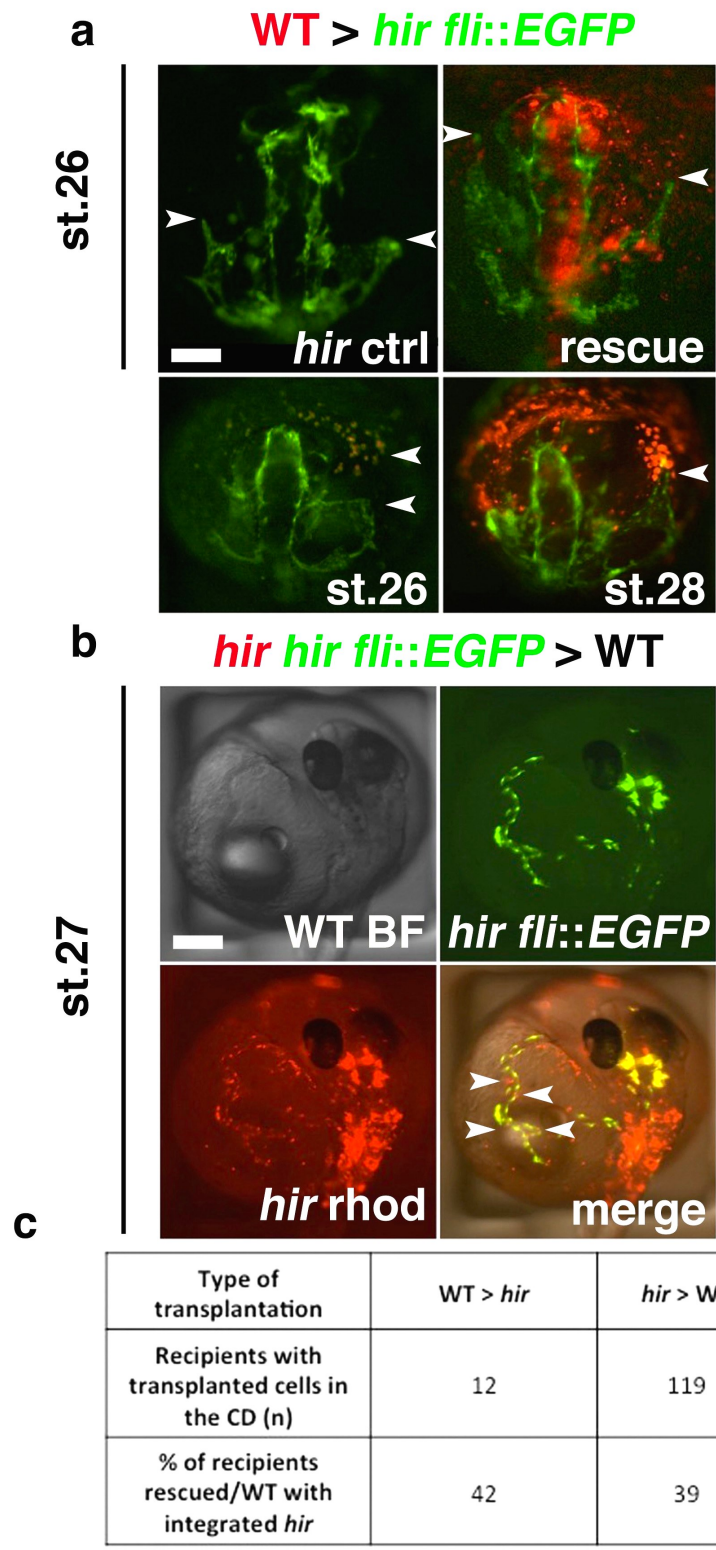 a
WT > hir fli::EGFP
st.26
hir ctrl
rescue
st.26
st.28
b
hir hir fli::EGFP > WT
st.27
WT BF
hir fli::EGFP
hir rhod
merge
c
Type of
transplantation
WT > hir
hir > W
Recipients with
transplanted cells in
the CD (n)
12
119
% of recipients
rescued/WT with
integrated hir
42
39